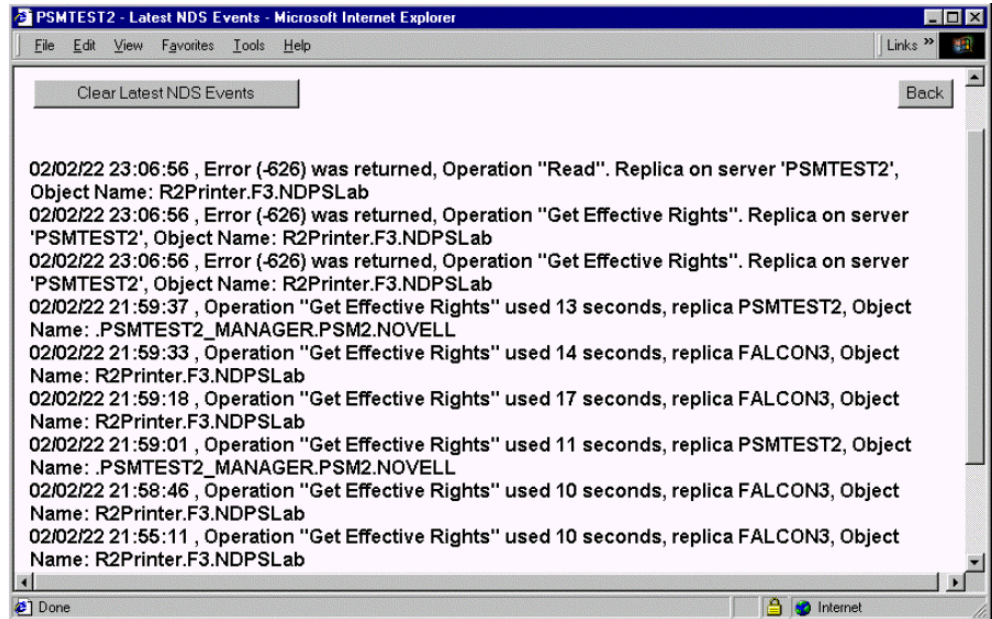 PSMTEST2 - Latest NDS Events - Microsoft Internet Explorer
File Edit View Favorites Tools Help Links »
Clear Latest NDS Events Back
02/02/22 23:06:56 , Error (-626) was returned, Operation "Read". Replica on server 'PSMTEST2',
Object Name: R2Printer.F3.NDPSLab
02/02/22 23:06:56 , Error (-626) was returned, Operation "Get Effective Rights". Replica on server
'PSMTEST2', Object Name: R2Printer.F3.NDPSLab
02/02/22 23:06:56 , Error (-626) was returned, Operation "Get Effective Rights". Replica on server
'PSMTEST2', Object Name: R2Printer.F3.NDPSLab
02/02/22 21:59:37 , Operation "Get Effective Rights" used 13 seconds, replica PSMTEST2, Object
Name: .PSMTEST2_MANAGER.PSM2.NOVELL
02/02/22 21:59:33 , Operation "Get Effective Rights" used 14 seconds, replica FALCON3, Object
Name: R2Printer.F3.NDPSLab
02/02/22 21:59:18 , Operation "Get Effective Rights" used 17 seconds, replica FALCON3, Object
Name: R2Printer.F3.NDPSLab
02/02/22 21:59:01 , Operation "Get Effective Rights" used 11 seconds, replica PSMTEST2, Object
Name: .PSMTEST2_MANAGER.PSM2.NOVELL
02/02/22 21:58:46 , Operation "Get Effective Rights" used 10 seconds, replica FALCON3, Object
Name: R2Printer.F3.NDPSLab
02/02/22 21:55:11 , Operation "Get Effective Rights" used 10 seconds, replica FALCON3, Object
Name: R2Printer.F3.NDPSLab
Done Internet